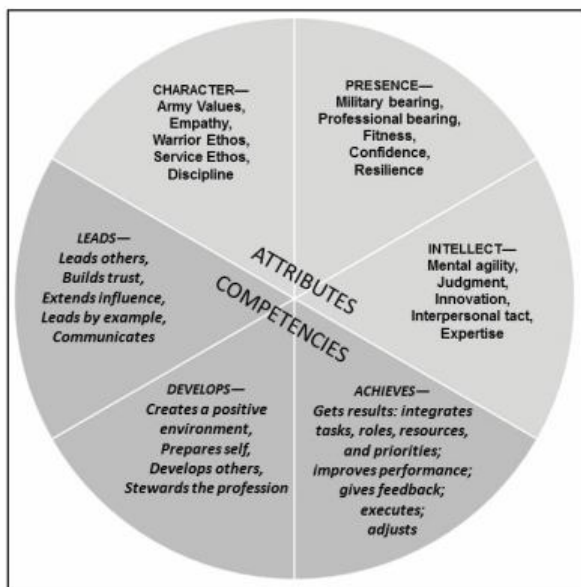 CHARACTER—
Army Values,
Empathy,
Warrior Ethos,
Service Ethos,
Discipline
PRESENCE—
Military bearing,
Professional bearing,
Fitness,
Confidence,
Resilience
INTELLECT—
Mental agility,
Judgment,
Innovation,
Interpersonal tact,
Expertise
ATTRIBUTES
COMPETENCIES
LEADS—
Leads others,
Builds trust,
Extends influence,
Leads by example,
Communicates
DEVELOPS—
Creates a positive
environment,
Prepares self,
Develops others,
Stewards the profession
ACHIEVES—
Gets results: integrates
tasks, roles, resources,
and priorities;
improves performance;
gives feedback;
executes;
adjusts